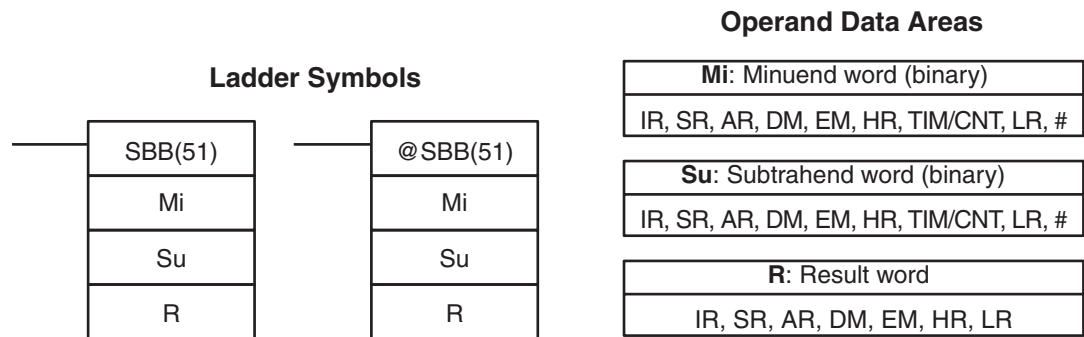 Ladder Symbols
SBB(51)
Mi
Su
R
@SBB(51)
Mi
Su
R
Operand Data Areas
Mi: Minuend word (binary)
IR, SR, AR, DM, EM, HR, TIM/CNT, LR, #
Su: Subtrahend word (binary)
IR, SR, AR, DM, EM, HR, TIM/CNT, LR, #
R: Result word
IR, SR, AR, DM, EM, HR, LR